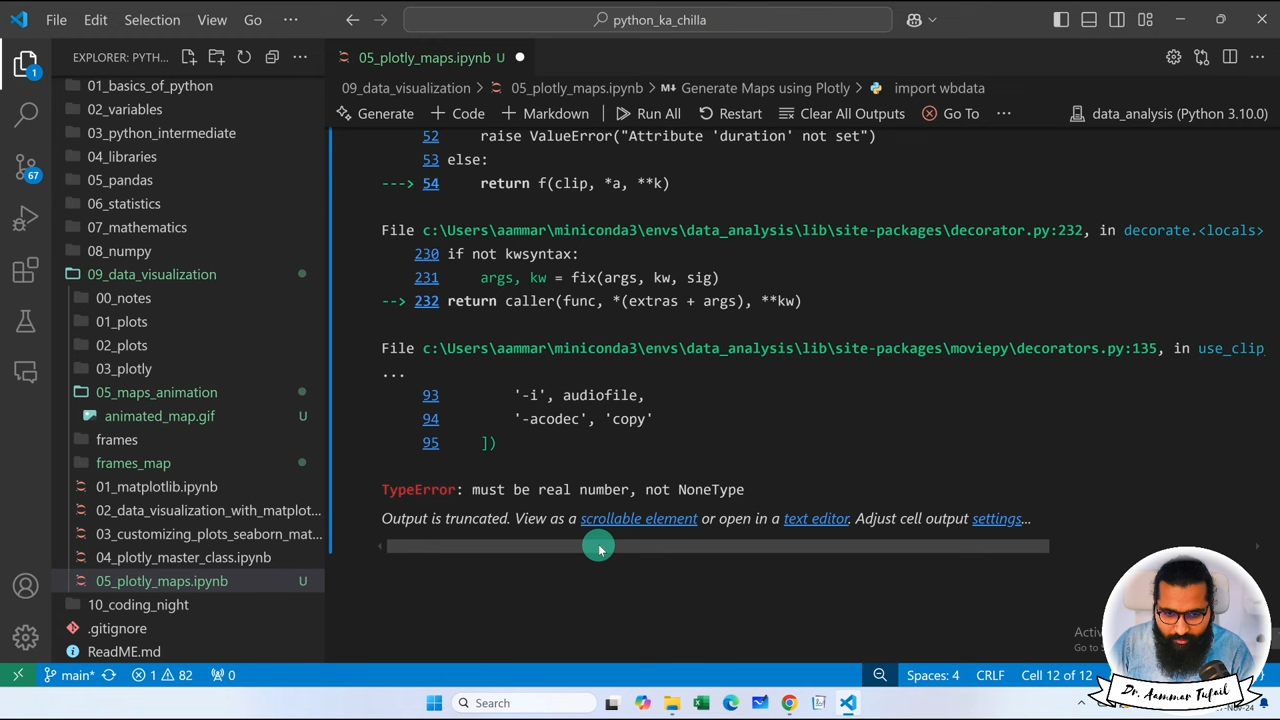 File Edit Selection View Go ··· python_ka_chilla
EXPLORER: PYTH... ···
01_basics_of_python
02_variables
03_python_intermediate
04_libraries
05_pandas
06_statistics
07_mathematics
08_numpy
09_data_visualization
00_notes
01_plots
02_plots
03_plotly
05_maps_animation
animated_map.gif U
frames
frames_map
01_matplotlib.ipynb
02_data_visualization_with_matplot...
03_customizing_plots_seaborn_mat...
04_plotly_master_class.ipynb
05_plotly_maps.ipynb U
10_coding_night
.gitignore
ReadME.md
1
67
05_plotly_maps.ipynb U
09_data_visualization > 05_plotly_maps.ipynb > Generate Maps using Plotly > import wbdata
Generate + Code + Markdown Run All Restart Clear All Outputs Go To ··· data_analysis (Python 3.10.0)
52 raise ValueError("Attribute 'duration' not set")
53 else:
---> 54 return f(clip, *a, **k)
File c:\Users\aammar\miniconda3\envs\data_analysis\lib\site-packages\decorator.py:232, in decorate.<locals>
230 if not kwsyntax:
231 args, kw = fix(args, kw, sig)
--> 232 return caller(func, *(extras + args), **kw)
File c:\Users\aammar\miniconda3\envs\data_analysis\lib\site-packages\moviepy\decorators.py:135, in use_clip_
...
93 '-i', audiofile,
94 '-acodec', 'copy'
95 ])
TypeError: must be real number, not NoneType
Output is truncated. View as a scrollable element or open in a text editor. Adjust cell output settings...
Dr. Aammar Tufail
main* 1 82 0 Spaces: 4 CRLF Cell 12 of 12
Search